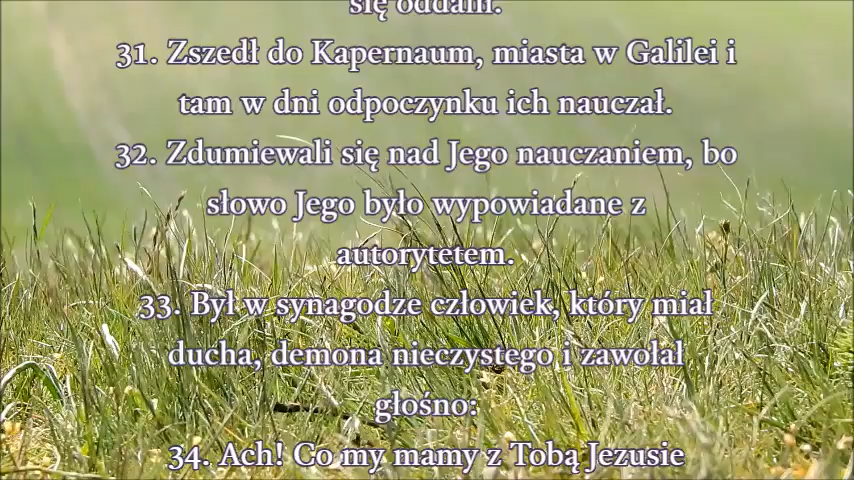 się oddalił.
31. Zszedł do Kapernaum, miasta w Galilei i
tam w dni odpoczynku ich nauczał.
32. Zdumiewali się nad Jego nauczaniem, bo
słowo Jego było wypowiadane z
autorytetem.
33. Był w synagodze człowiek, który miał
ducha, demona nieczystego i zawołał
głośno:
34. Ach! Co my mamy z Tobą Jezusie